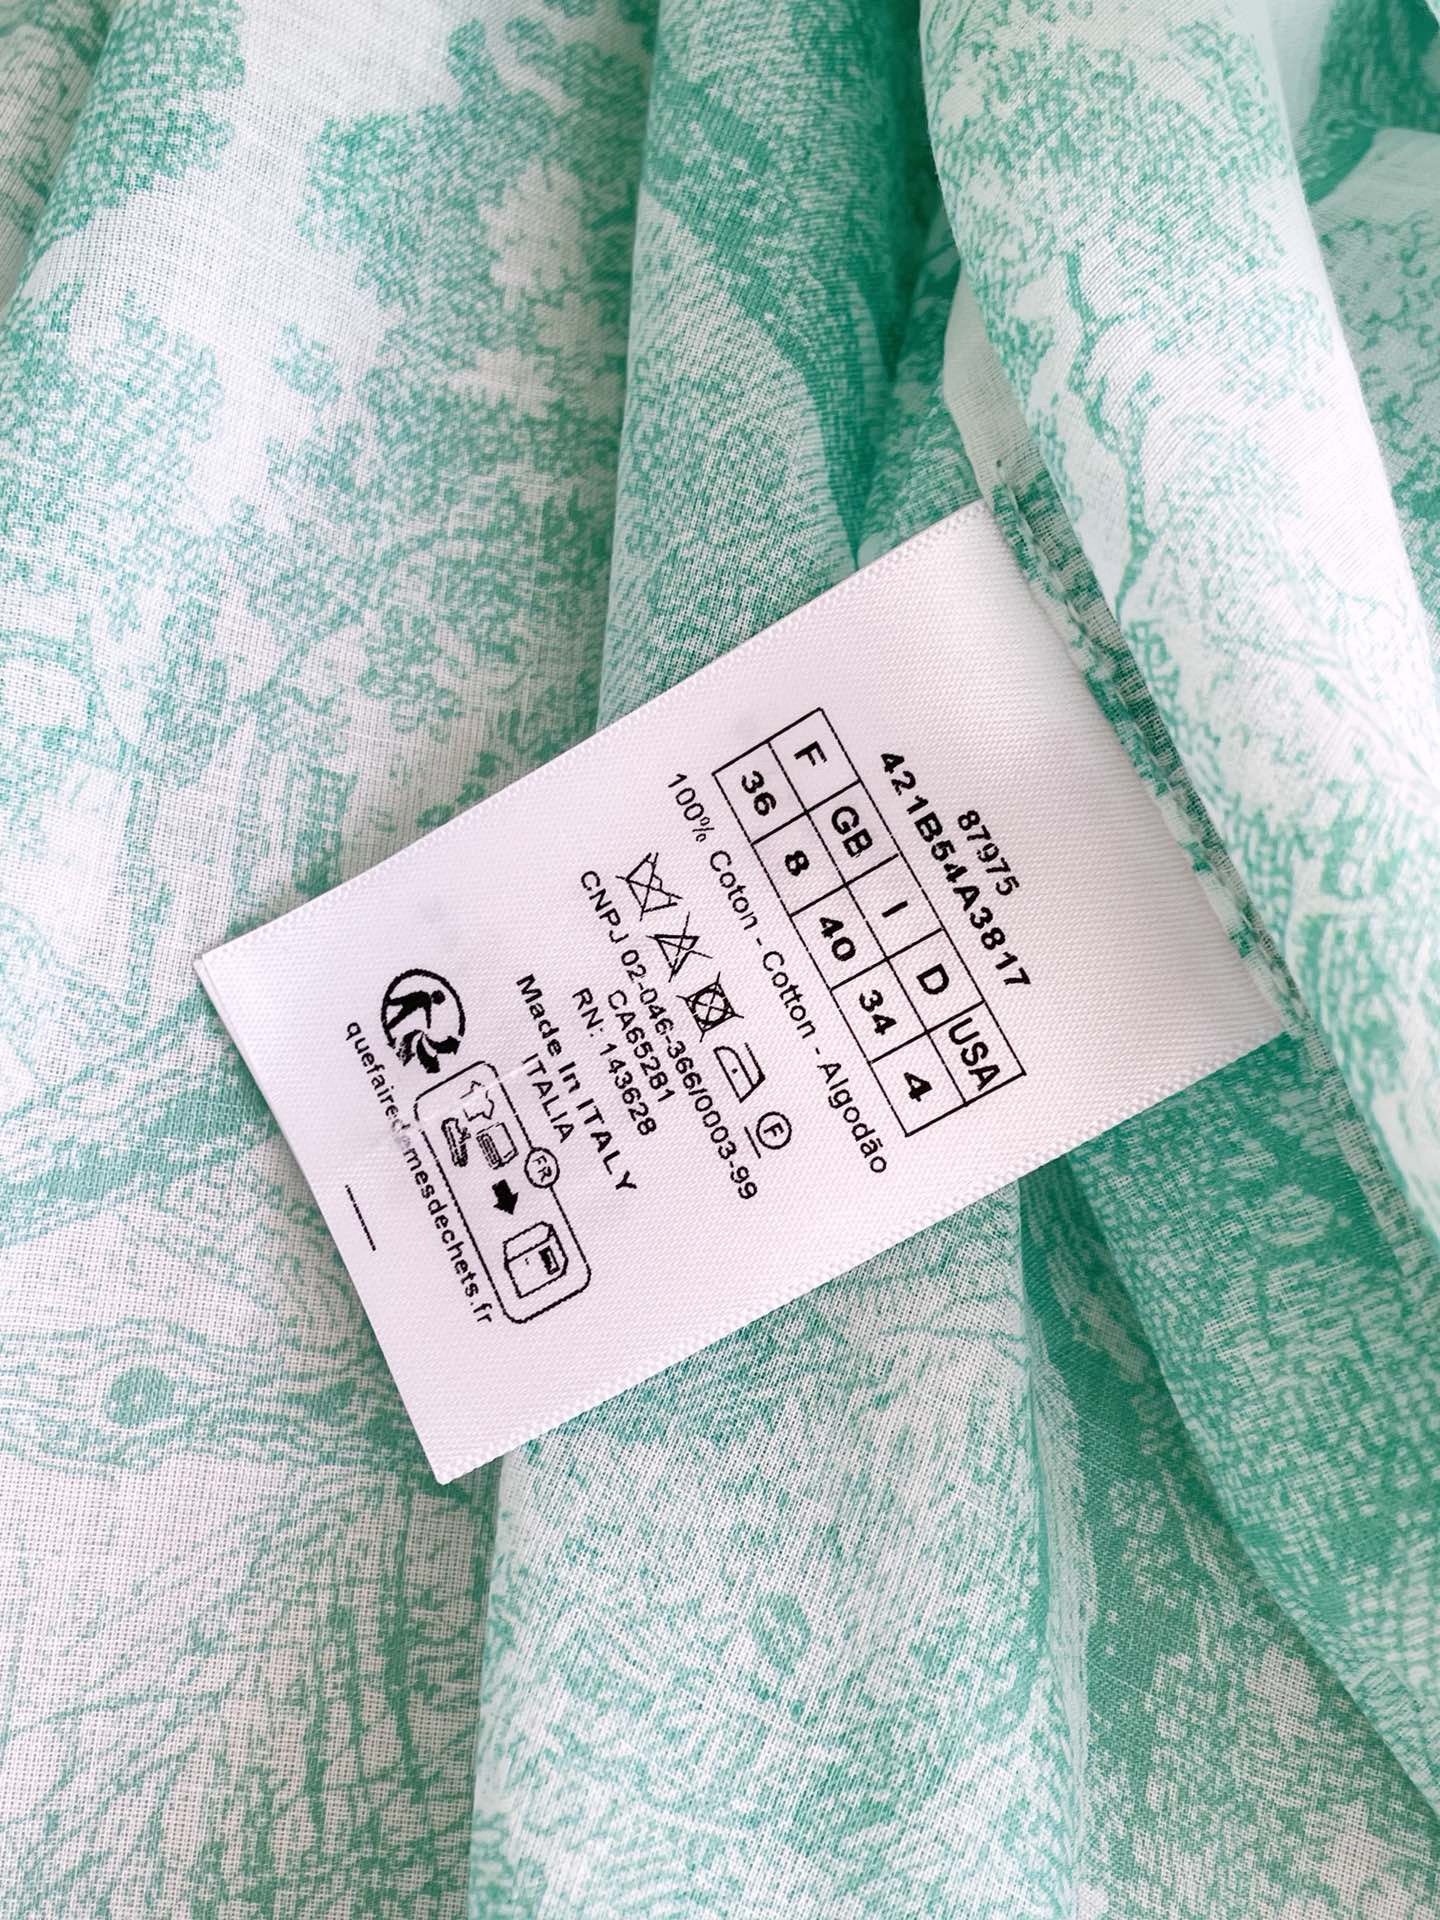 87975
421B54A3817
F GB I D USA
36 8 40 34 4
100% Coton - Cotton - Algodão
F
CNPJ 02-046-366/0003-99
CA65281
RN: 143628
Made In ITALY
ITALIA
FR
quefairedemesdechets.fr